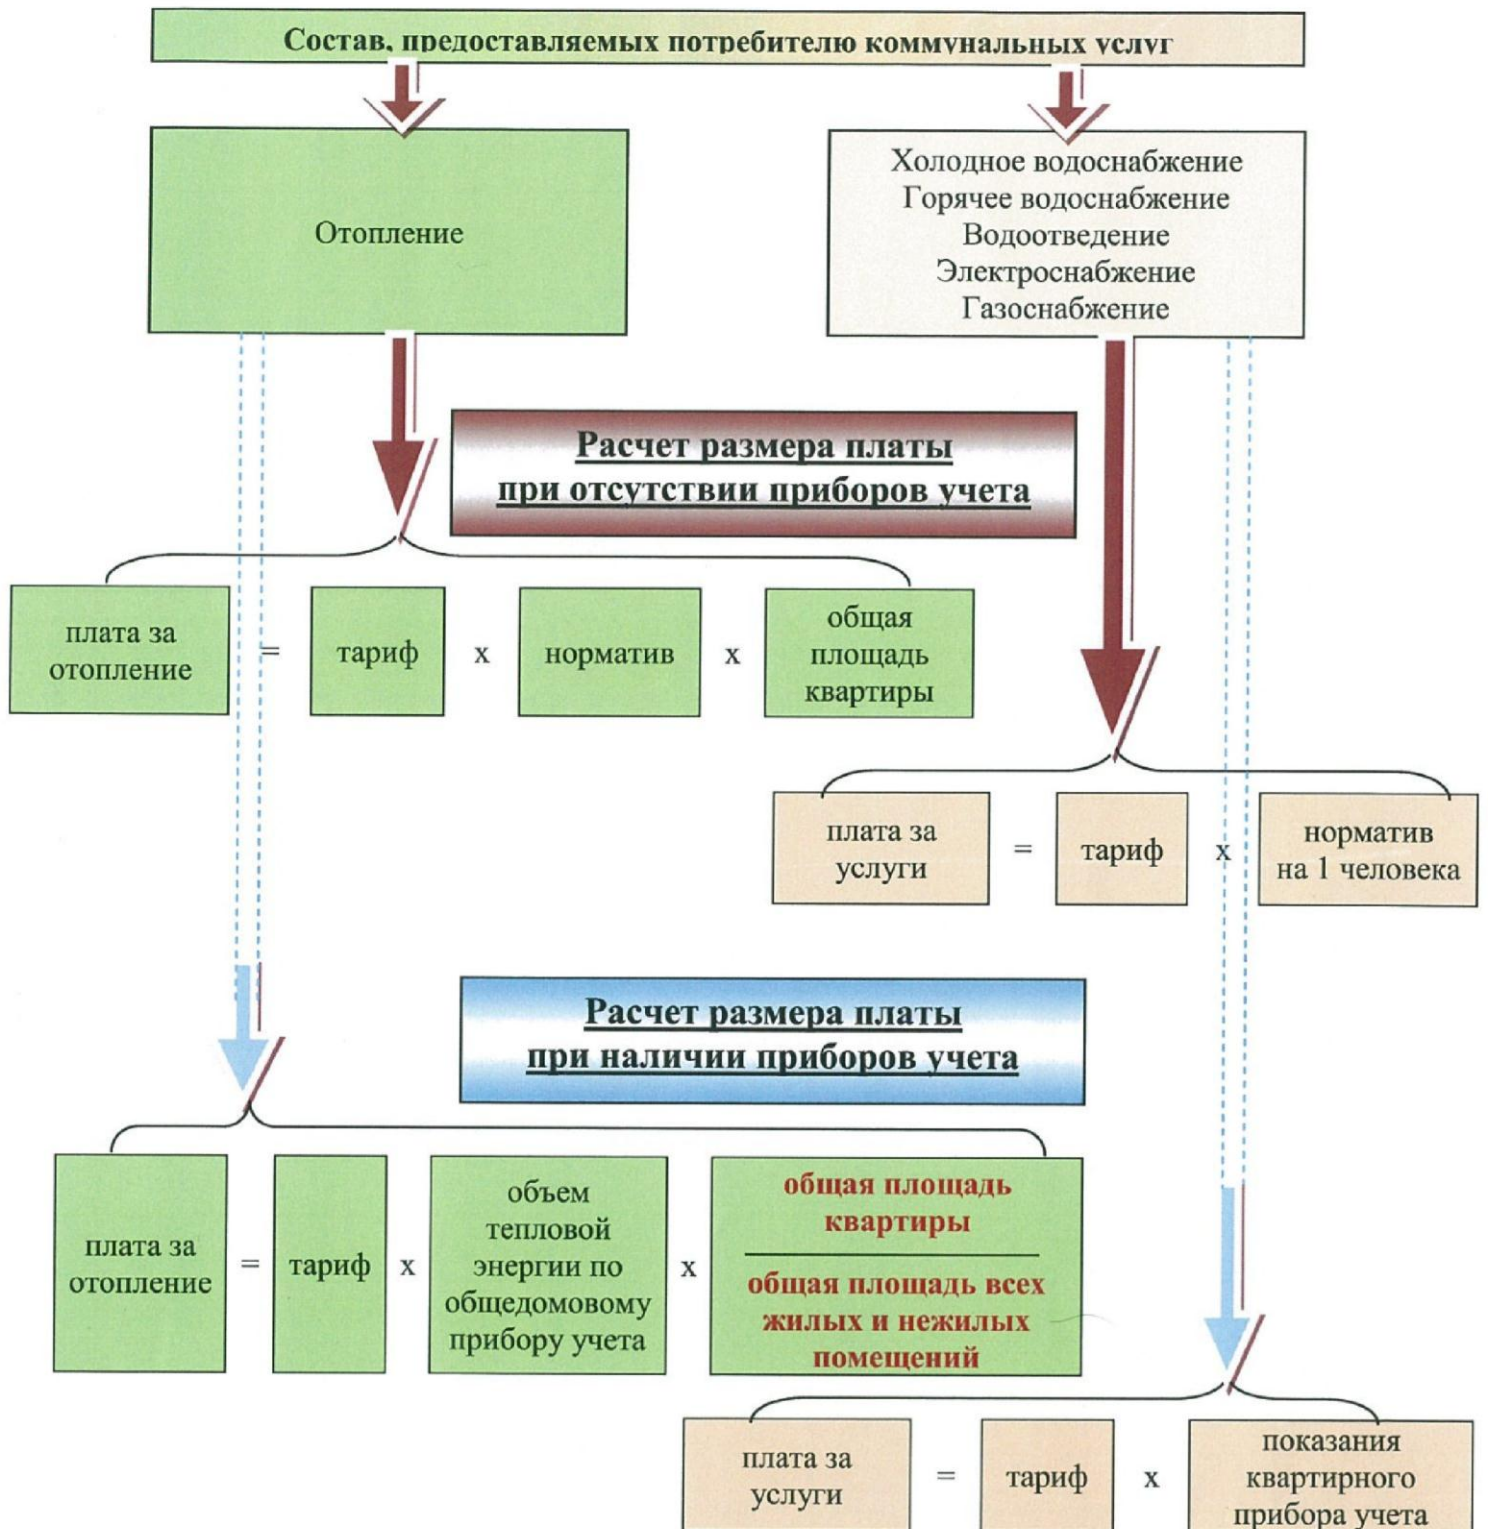 Состав, предоставляемых потребителю коммунальных услуг
Отопление
Холодное водоснабжение
Горячее водоснабжение
Водоотведение
Электроснабжение
Газоснабжение
Расчет размера платы
при отсутствии приборов учета
плата за
отопление
=
тариф
х
норматив
х
общая
площадь
квартиры
плата за
услуги
=
тариф
х
норматив
на 1 человека
Расчет размера платы
при наличии приборов учета
плата за
отопление
=
тариф
х
объем
тепловой
энергии по
общедомовому
прибору учета
х
общая площадь
квартиры
общая площадь всех
жилых и нежилых
помещений
плата за
услуги
=
тариф
х
показания
квартирного
прибора учета